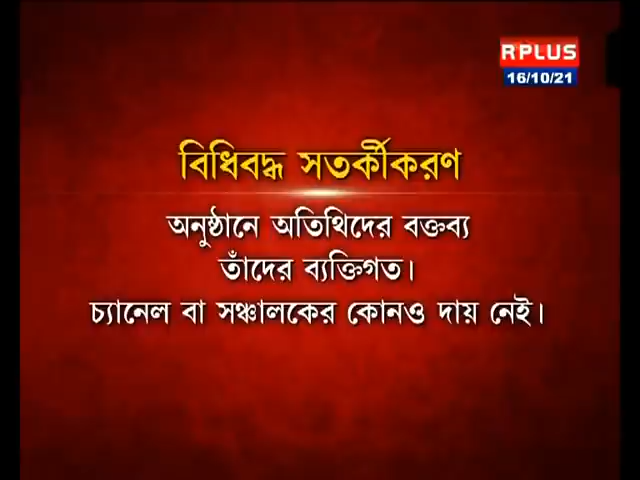 RPLUS
16/10/21
বিধিবদ্ধ সতর্কীকরণ
অনুষ্ঠানে অতিথিদের বক্তব্য
তাঁদের ব্যক্তিগত।
চ্যানেল বা সঞ্চালকের কোনও দায় নেই।